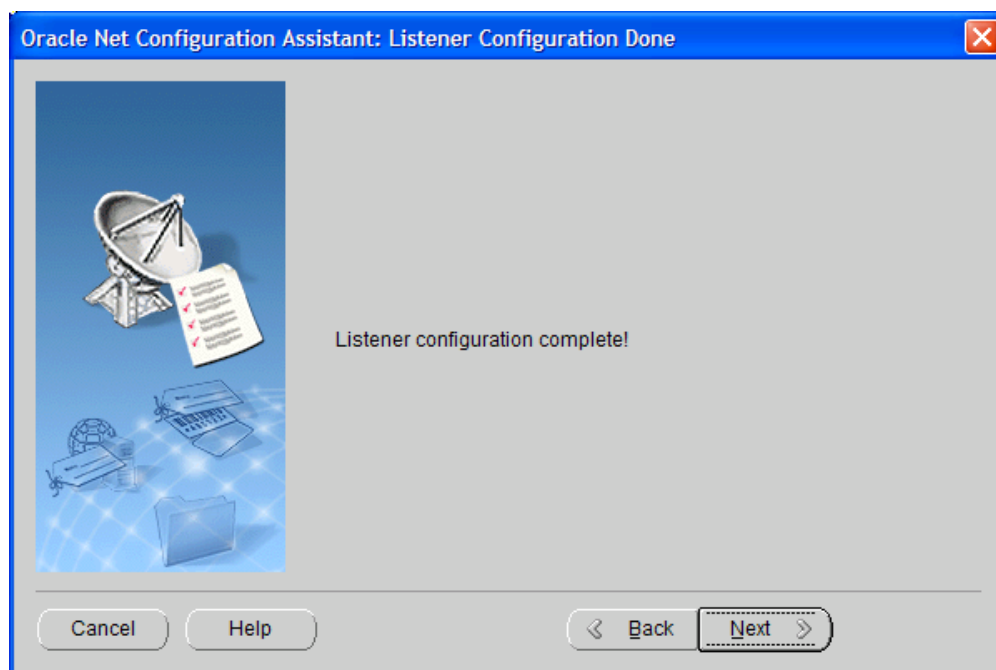 Oracle Net Configuration Assistant: Listener Configuration Done
Listener configuration complete!
Cancel
Help
Back
Next